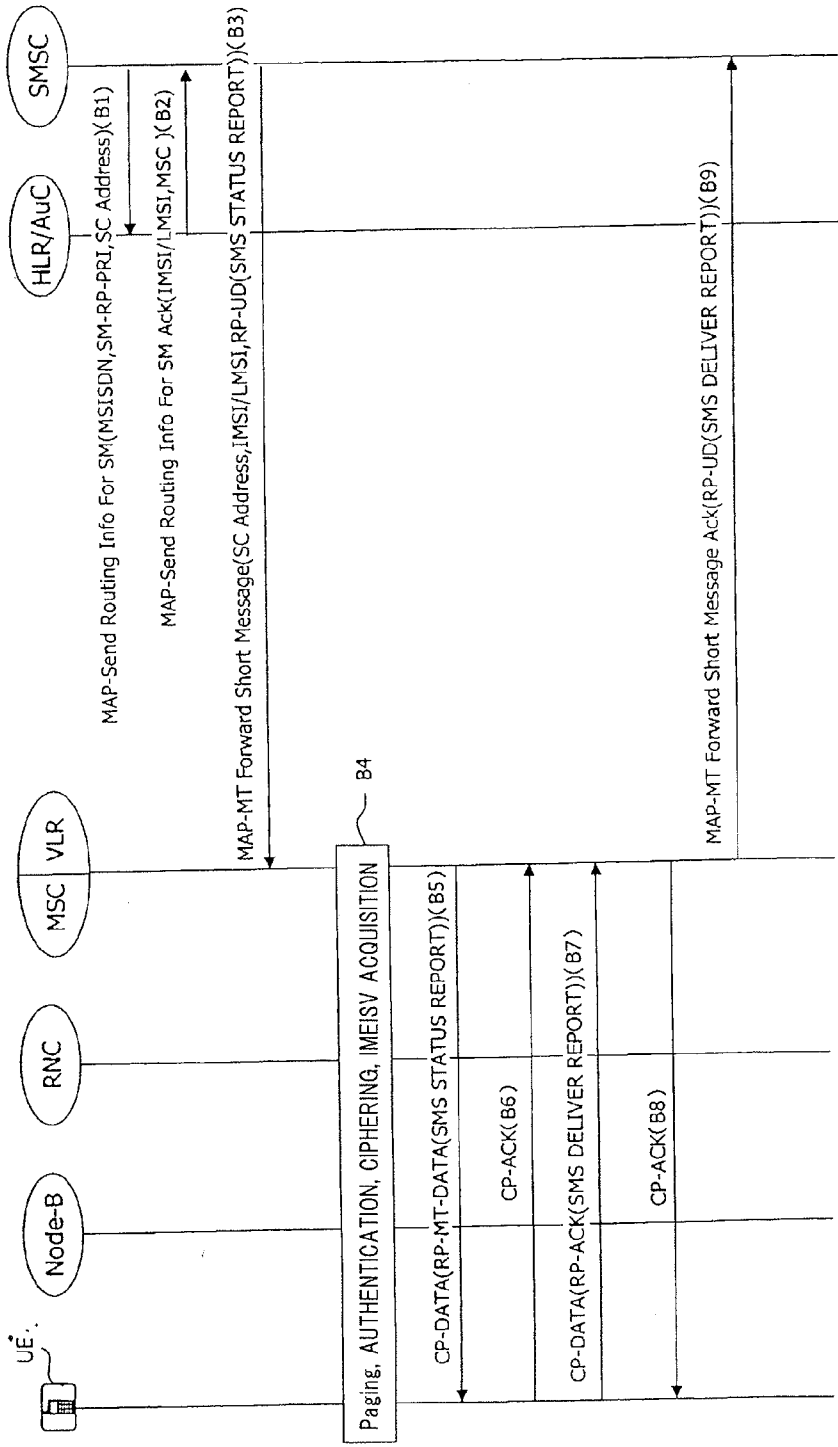 UE
Node-B
RNC
MSC VLR
HLR/AuC
SMSC
MAP-Send Routing Info For SM(MSISDN,SM-RP-PRI,SC Address)(B1)
MAP-Send Routing Info For SM Ack(IMSI/LMSI,MSC )(B2)
MAP-MT Forward Short Message(SC Address,IMSI/LMSI,RP-UD(SMS STATUS REPORT))(B3)
Paging, AUTHENTICATION, CIPHERING, IMEISV ACQUISITION
B4
CP-DATA(RP-MT-DATA(SMS STATUS REPORT))(B5)
CP-ACK(B6)
CP-DATA(RP-ACK(SMS DELIVER REPORT))(B7)
CP-ACK(B8)
MAP-MT Forward Short Message Ack(RP-UD(SMS DELIVER REPORT))(B9)